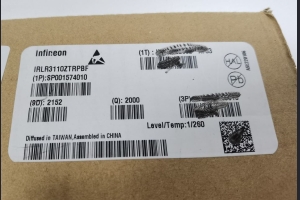 Infineon
(1T):
IRLR3110ZTRPBF
(1P):SP001574010
(9D): 2152
(Q): 2000
(3P)
Level/Temp:1/260
Diffused in TAIWAN,Assembled in CHINA